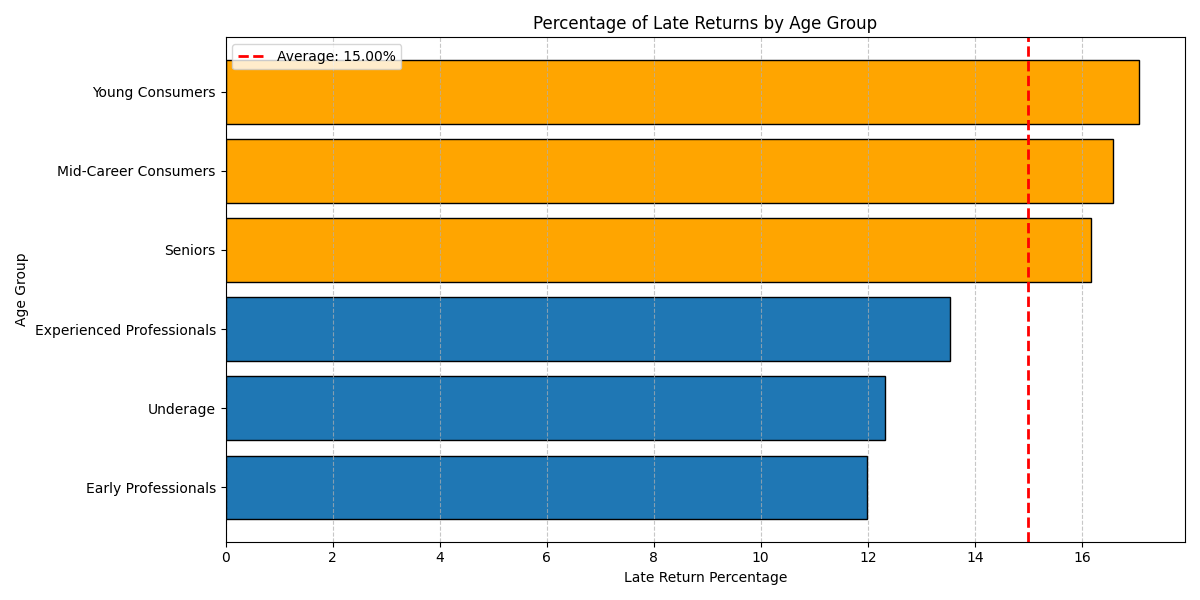 Percentage of Late Returns by Age Group
Average: 15.00%
Young Consumers
Mid-Career Consumers
Seniors
Experienced Professionals
Underage
Early Professionals
Age Group
0 2 4 6 8 10 12 14 16
Late Return Percentage